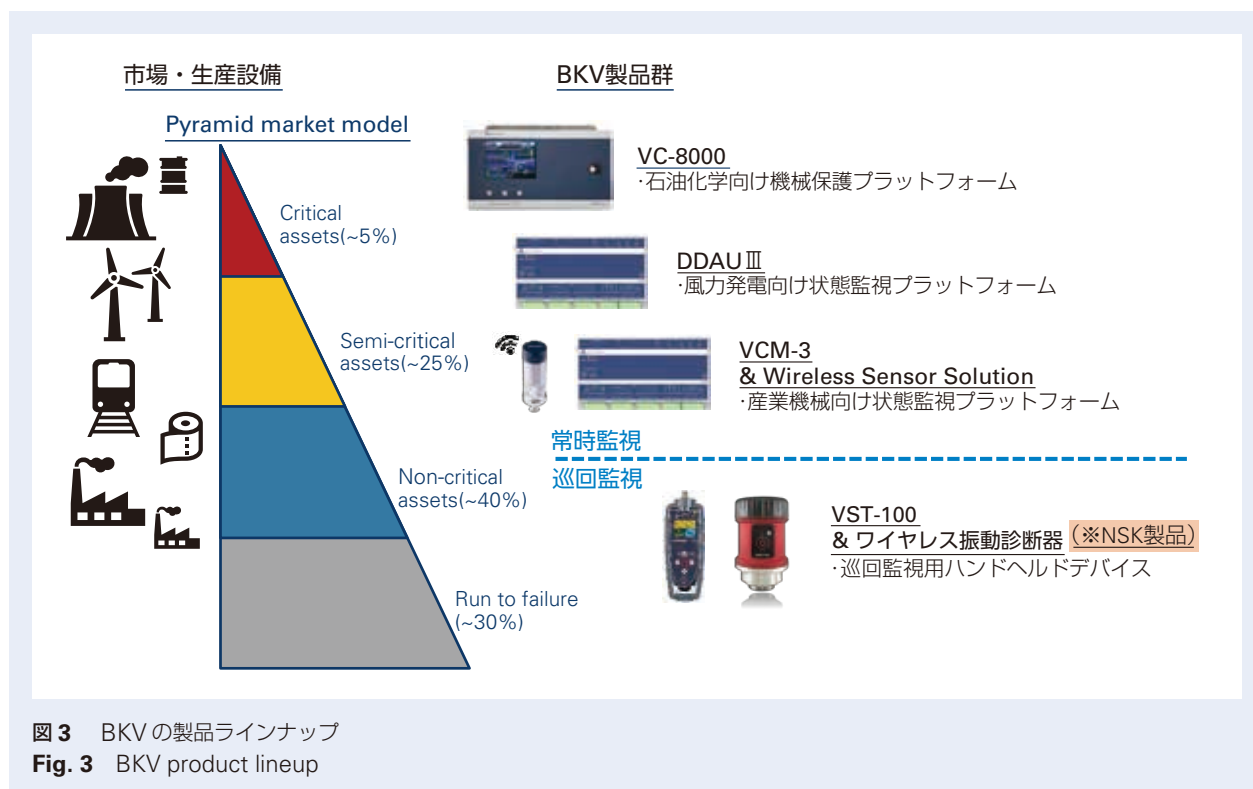 市場・生産設備
BKV製品群
Pyramid market model
Critical
assets(~5%)
Semi-critical
assets(~25%)
Non-critical
assets(~40%)
Run to failure
(~30%)
VC-8000
・石油化学向け機械保護プラットフォーム
DDAUⅢ
・風力発電向け状態監視プラットフォーム
VCM-3
& Wireless Sensor Solution
・産業機械向け状態監視プラットフォーム
常時監視
巡回監視
VST-100
& ワイヤレス振動診断器 (※NSK製品)
・巡回監視用ハンドヘルドデバイス
図3 BKVの製品ラインナップ
Fig. 3 BKV product lineup